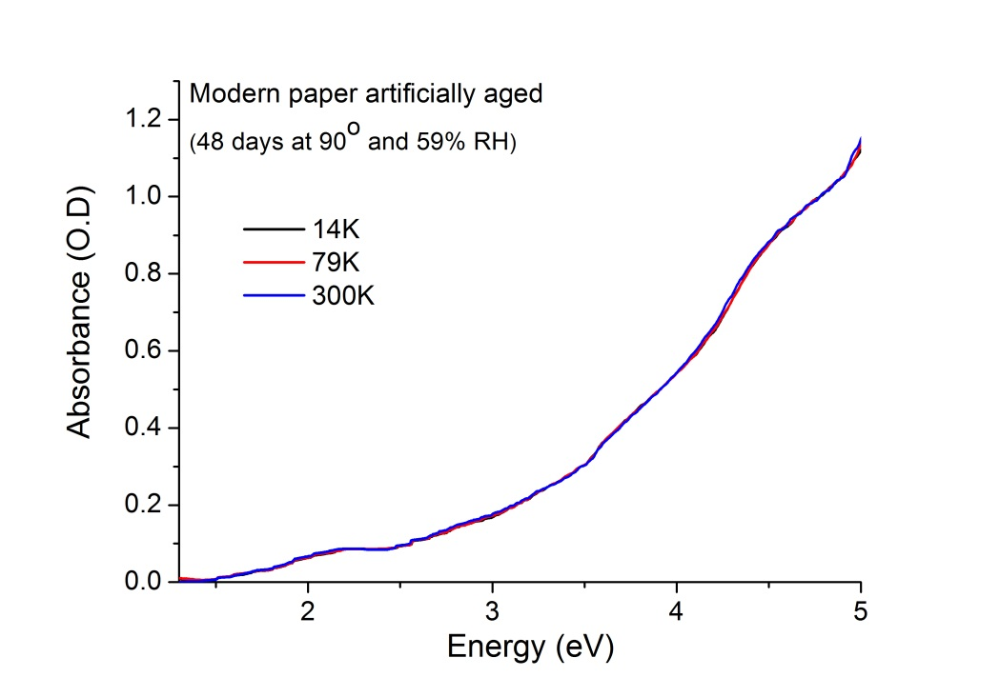 Modern paper artificially aged
(48 days at 90° and 59% RH)
14K
79K
300K
Absorbance (O.D)
1.2
1.0
0.8
0.6
0.4
0.2
0.0
2 3 4 5
Energy (eV)